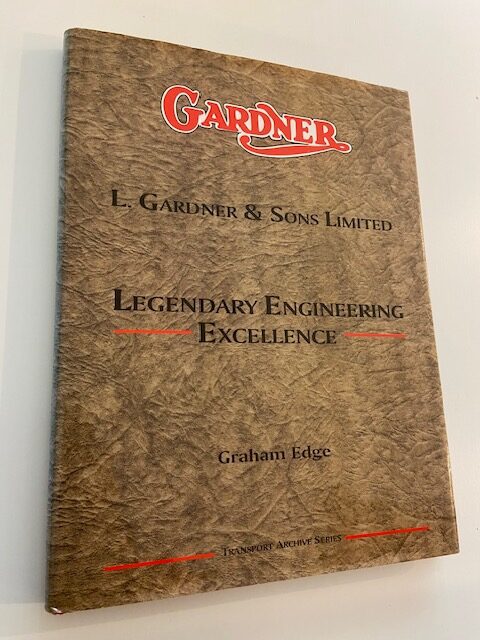 GARDNER
L. GARDNER & SONS LIMITED
LEGENDARY ENGINEERING
EXCELLENCE
Graham Edge
TRANSPORT ARCHIVE SERIES